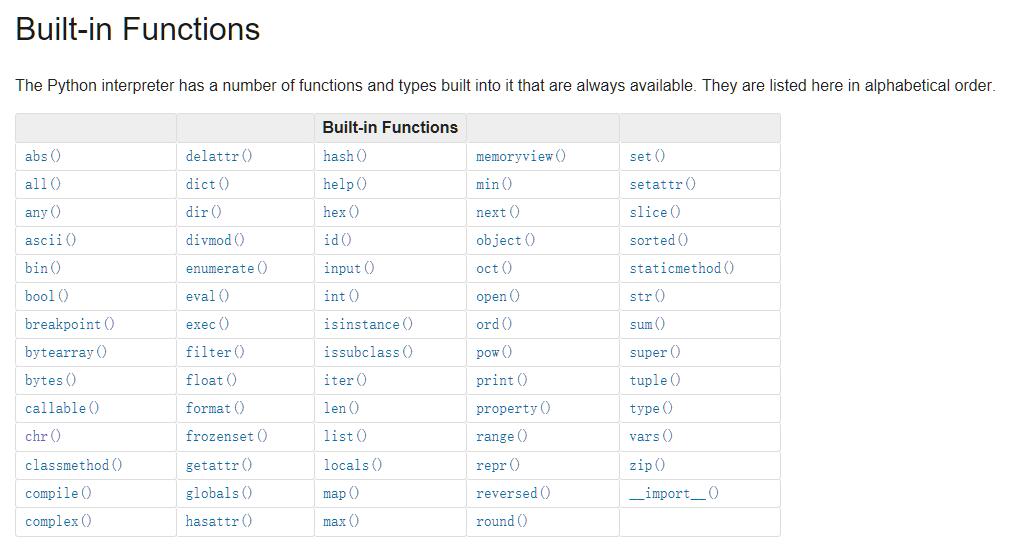 Built-in Functions
The Python interpreter has a number of functions and types built into it that are always available. They are listed here in alphabetical order.
Built-in Functions
abs() delattr() hash() memoryview() set()
all() dict() help() min() setattr()
any() dir() hex() next() slice()
ascii() divmod() id() object() sorted()
bin() enumerate() input() oct() staticmethod()
bool() eval() int() open() str()
breakpoint() exec() isinstance() ord() sum()
bytearray() filter() issubclass() pow() super()
bytes() float() iter() print() tuple()
callable() format() len() property() type()
chr() frozenset() list() range() vars()
classmethod() getattr() locals() repr() zip()
compile() globals() map() reversed() __import__()
complex() hasattr() max() round()